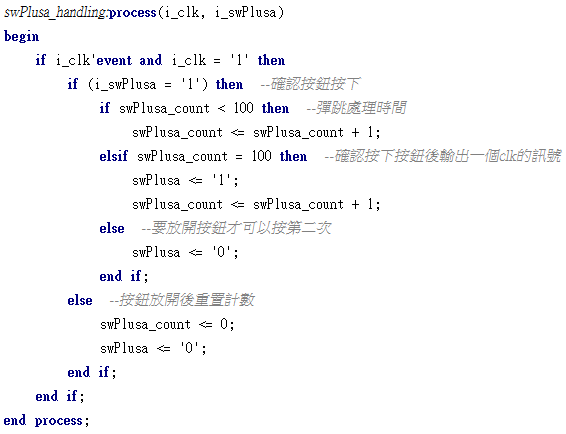 swPlusa_handling:process(i_clk, i_swPlusa)
begin
    if i_clk'event and i_clk = '1' then
        if (i_swPlusa = '1') then  --確認按鈕按下
            if swPlusa_count < 100 then  --彈跳處理時間
                swPlusa_count <= swPlusa_count + 1;
            elsif swPlusa_count = 100 then  --確認按下按鈕後輸出一個clk的訊號
                swPlusa <= '1';
                swPlusa_count <= swPlusa_count + 1;
            else  --要放開按鈕才可以按第二次
                swPlusa <= '0';
            end if;
        else  --按鈕放開後重置計數
            swPlusa_count <= 0;
            swPlusa <= '0';
        end if;
    end if;
end process;